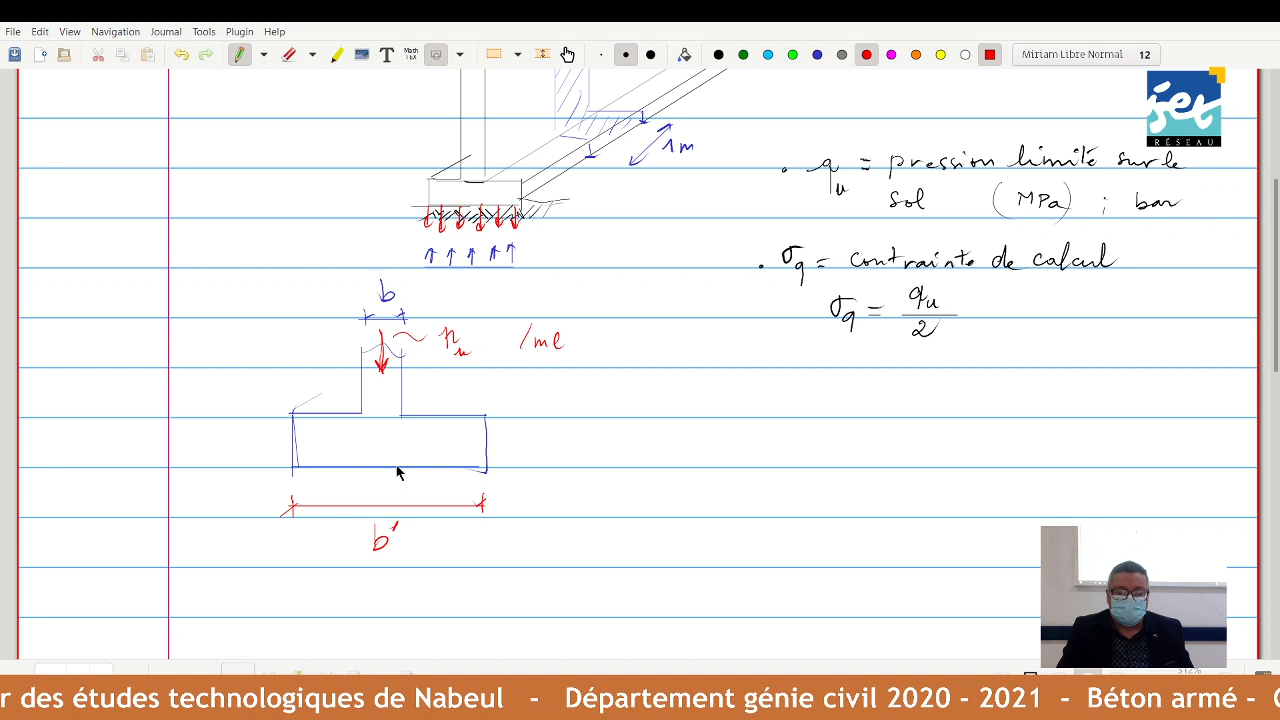 File Edit View Navigation Journal Tools Plugin Help
Miriam Libre Normal 12
iset
RÉSEAU
1m
• qu = pression limité sur le
sol (MPa) ; bar
• σq = contrainte de calcul
σq = qu
2
b
nu /ml
b'
r des études technologiques de Nabeul - Département génie civil 2020 - 2021 - Béton armé -